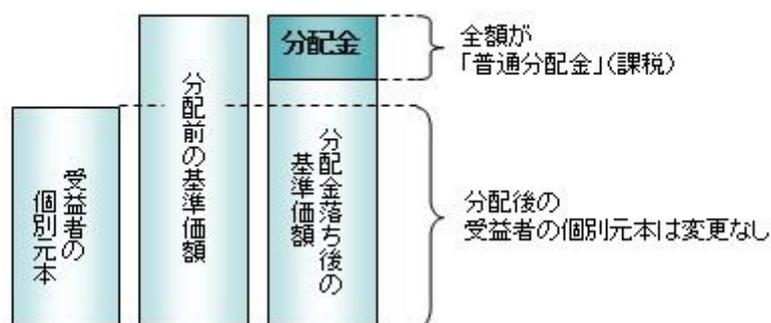 受益者の
個別元本
分配前の基準価額
分配金
分配金落ち後の
基準価額
全額が
「普通分配金」(課税)
分配後の
受益者の個別元本は変更なし